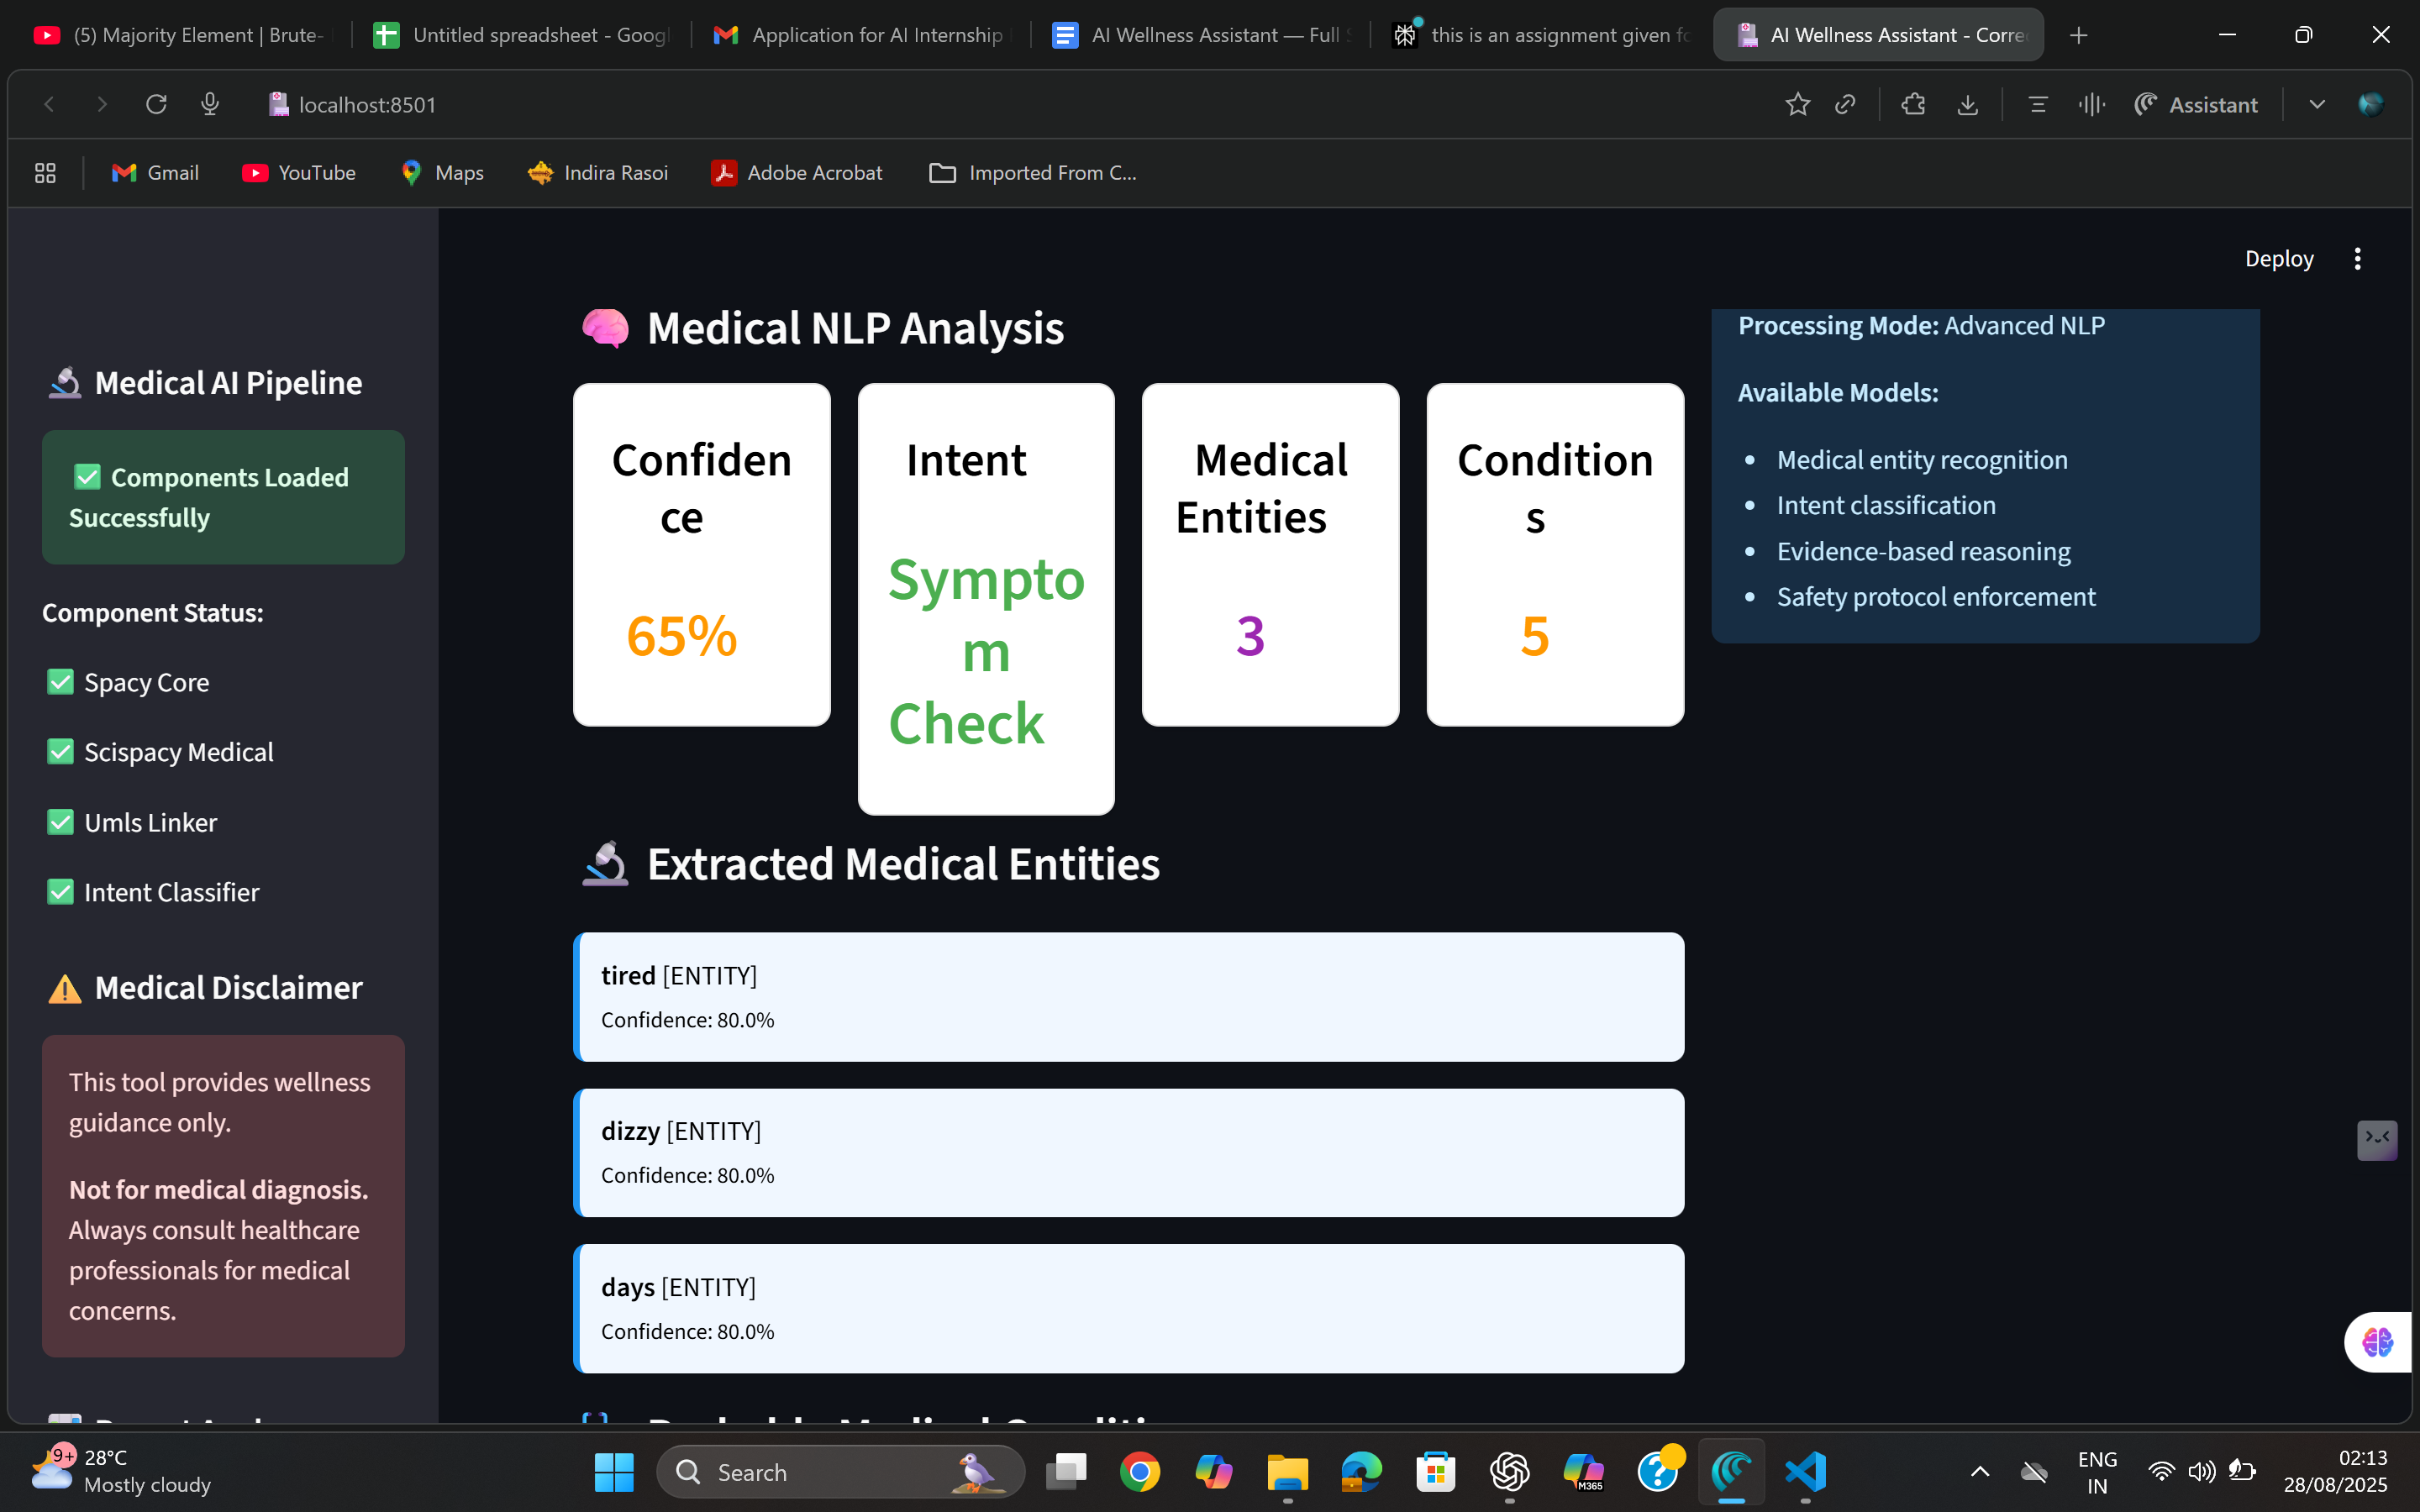 (5) Majority Element | Brute-
Untitled spreadsheet - Googl
Application for AI Internship
AI Wellness Assistant — Full S
this is an assignment given fo
AI Wellness Assistant - Corre
localhost:8501
Assistant
Gmail
YouTube
Maps
Indira Rasoi
Adobe Acrobat
Imported From C...
Deploy
Medical AI Pipeline
Components Loaded
Successfully
Component Status:
Spacy Core
Scispacy Medical
Umls Linker
Intent Classifier
Medical Disclaimer
This tool provides wellness
guidance only.
Not for medical diagnosis.
Always consult healthcare
professionals for medical
concerns.
Medical NLP Analysis
Confiden
ce
65%
Intent
Sympto
m
Check
Medical
Entities
3
Condition
s
5
Processing Mode: Advanced NLP
Available Models:
Medical entity recognition
Intent classification
Evidence-based reasoning
Safety protocol enforcement
Extracted Medical Entities
tired [ENTITY]
Confidence: 80.0%
dizzy [ENTITY]
Confidence: 80.0%
days [ENTITY]
Confidence: 80.0%
9+
28°C
Mostly cloudy
Search
M365
ENG
IN
02:13
28/08/2025